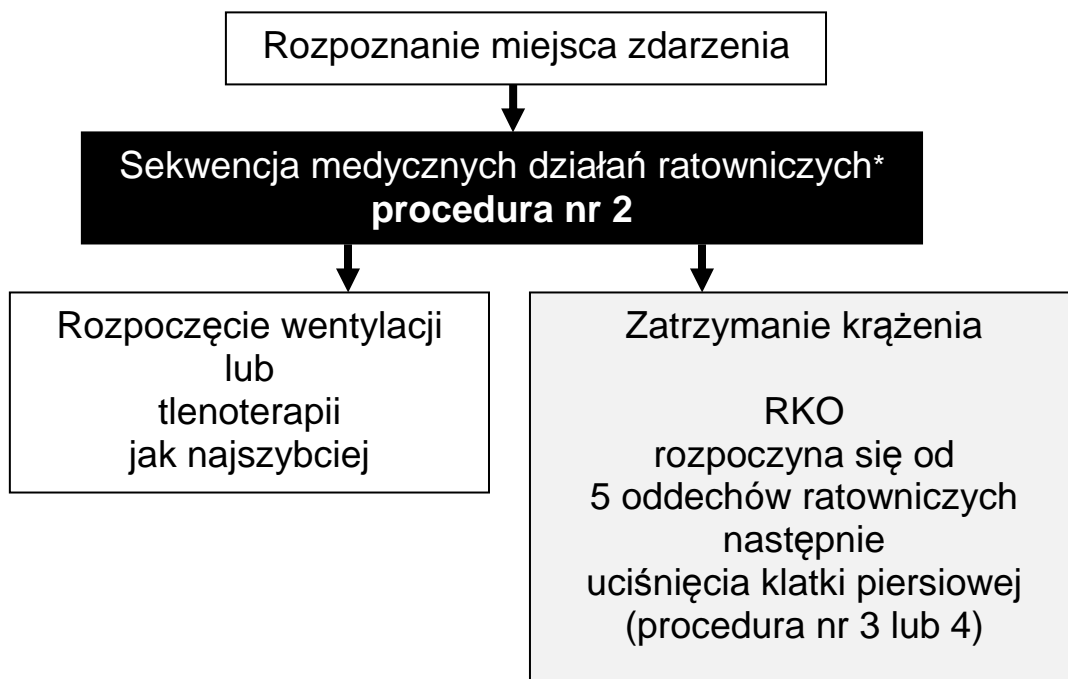 Rozpoznanie miejsca zdarzenia
Sekwencja medycznych działań ratowniczych*
procedura nr 2
Rozpoczęcie wentylacji
lub
tlenoterapii
jak najszybciej
Zatrzymanie krążenia
RKO
rozpoczyna się od
5 oddechów ratowniczych
następnie
uciśnięcia klatki piersiowej
(procedura nr 3 lub 4)